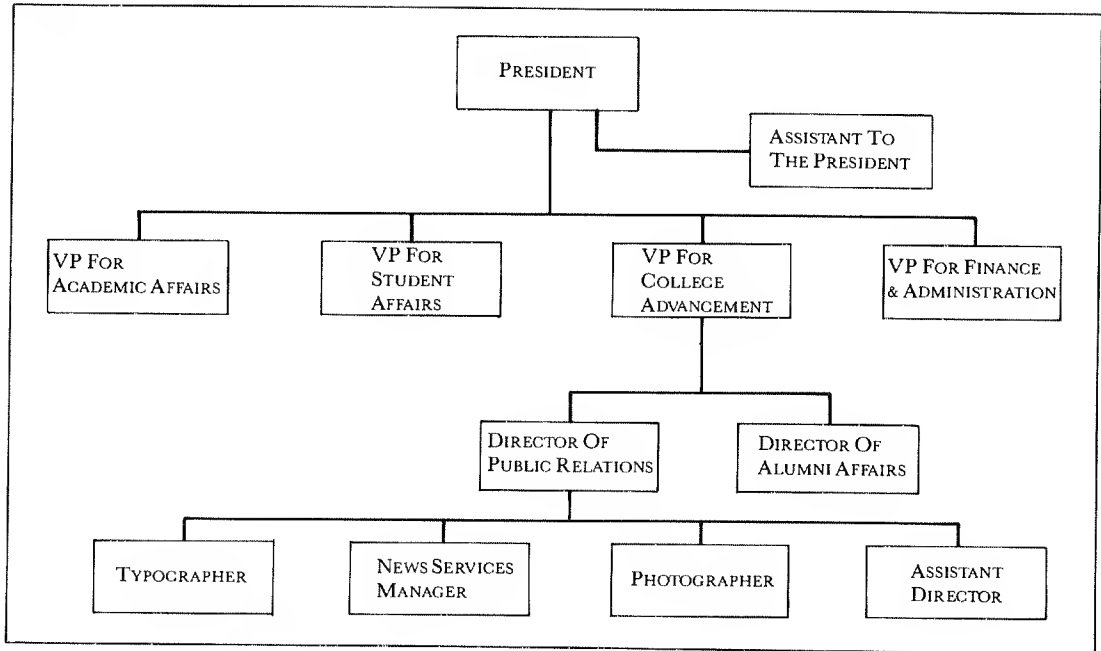 PRESIDENT
ASSISTANT TO
THE PRESIDENT
VP FOR
ACADEMIC AFFAIRS
VP FOR
STUDENT
AFFAIRS
VP FOR
COLLEGE
ADVANCEMENT
VP FOR FINANCE
& ADMINISTRATION
DIRECTOR OF
PUBLIC RELATIONS
DIRECTOR OF
ALUMNI AFFAIRS
TYPOGRAPHER
NEWS SERVICES
MANAGER
PHOTOGRAPHER
ASSISTANT
DIRECTOR